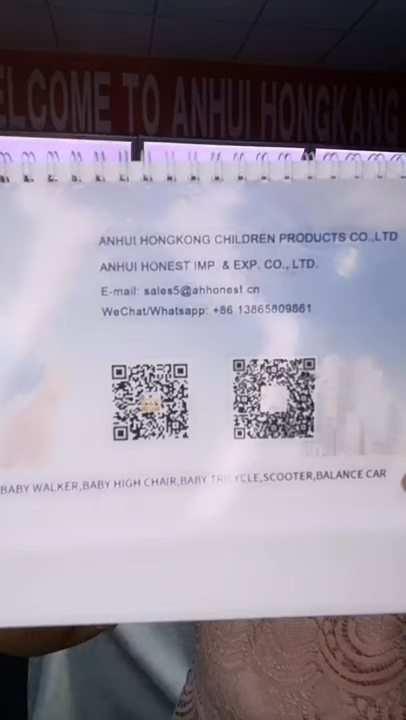 WELCOME TO ANHUI HONGKANG
ANHUI HONGKONG CHILDREN PRODUCTS CO.,LTD
ANHUI HONEST IMP. & EXP. CO., LTD.
E-mail: sales5@ahhonest.cn
WeChat/Whatsapp: +86 13865809861
BABY WALKER,BABY HIGH CHAIR,BABY TRICYCLE,SCOOTER,BALANCE CAR